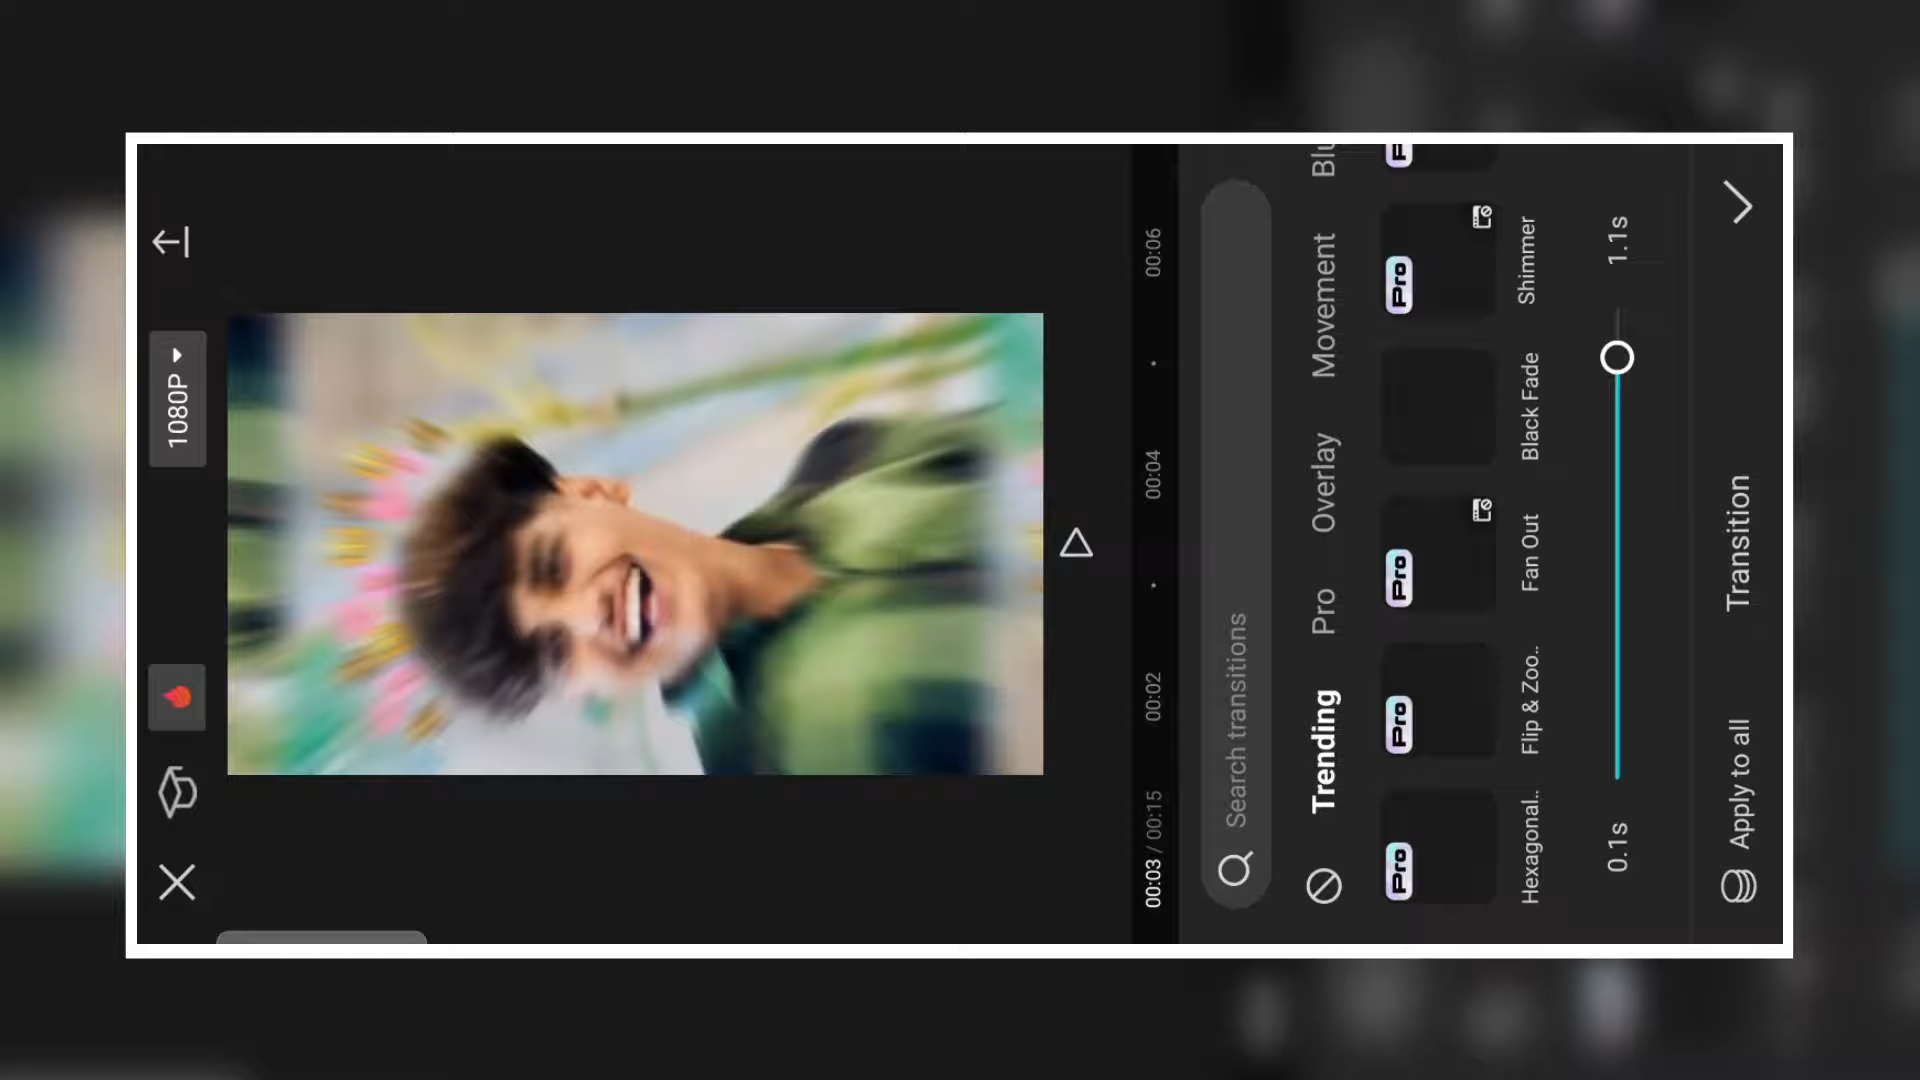 1080P
00:03 / 00:15
00:02
00:04
00:06
Search transitions
Trending
Pro
Overlay
Movement
Blu
Pro
Pro
Pro
Pro
Hexagonal..
Flip & Zoo..
Fan Out
Black Fade
Shimmer
0.1s
1.1s
Apply to all
Transition